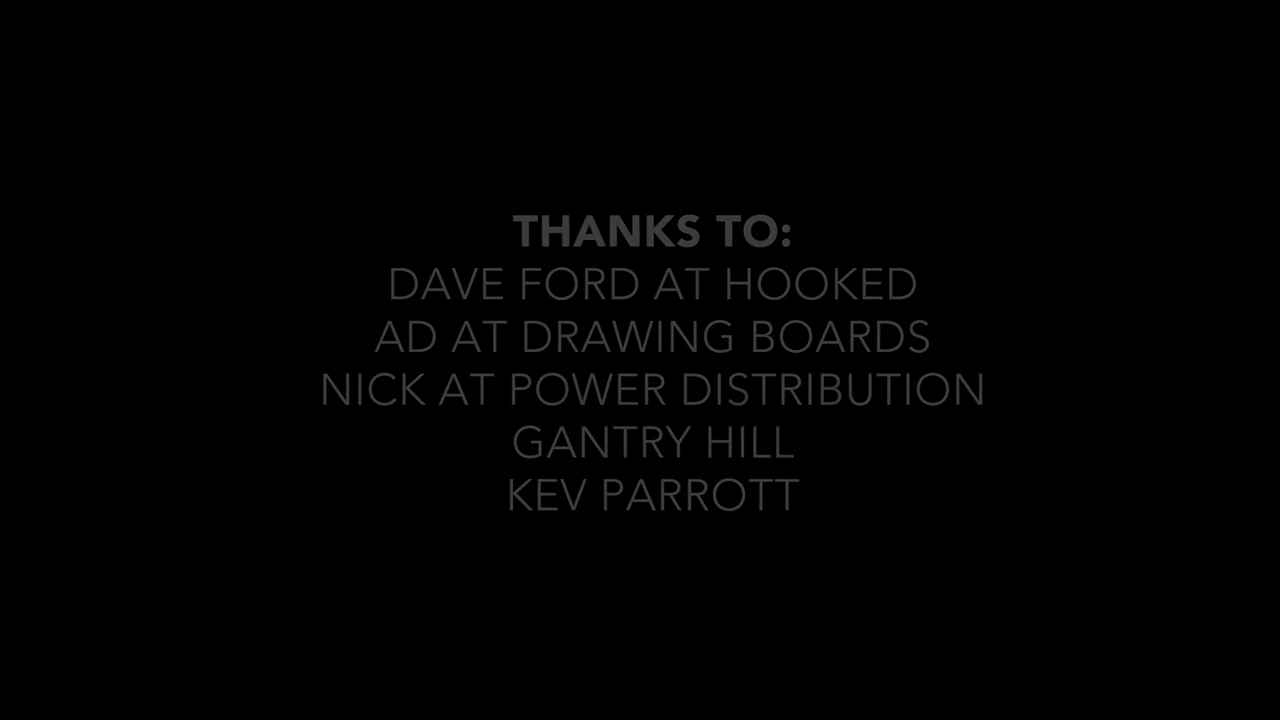 THANKS TO:
DAVE FORD AT HOOKED
AD AT DRAWING BOARDS
NICK AT POWER DISTRIBUTION
GANTRY HILL
KEV PARROTT